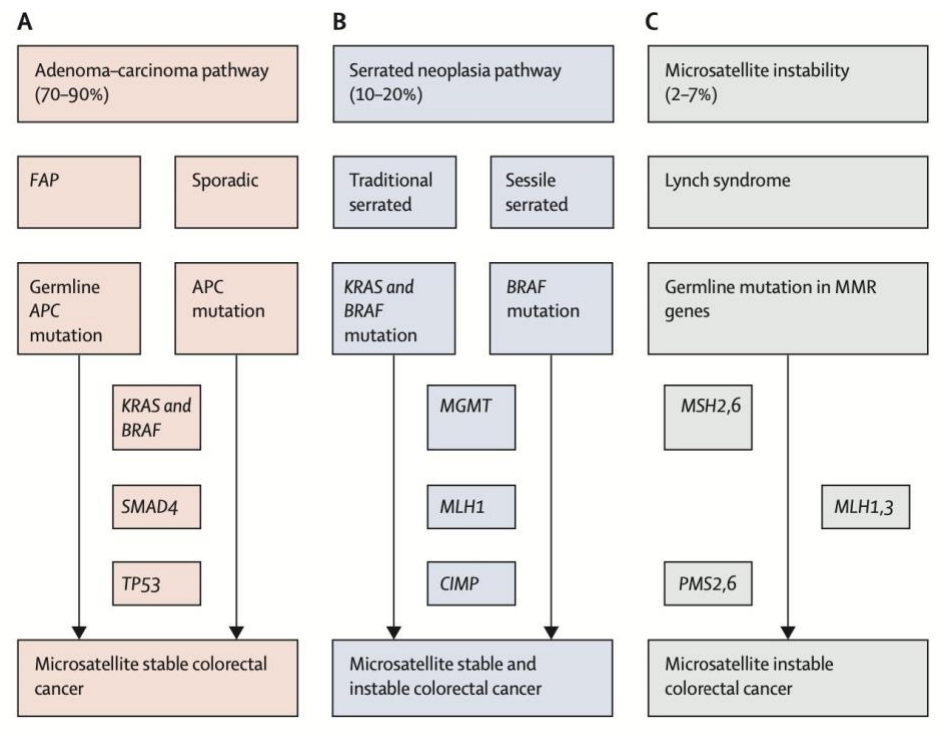 A
Adenoma–carcinoma pathway
(70–90%)
FAP
Sporadic
Germline
APC
mutation
APC
mutation
KRAS and
BRAF
SMAD4
TP53
Microsatellite stable colorectal
cancer
B
Serrated neoplasia pathway
(10–20%)
Traditional
serrated
Sessile
serrated
KRAS and
BRAF
mutation
BRAF
mutation
MGMT
MLH1
CIMP
Microsatellite stable and
instable colorectal cancer
C
Microsatellite instability
(2–7%)
Lynch syndrome
Germline mutation in MMR
genes
MSH2,6
MLH1,3
PMS2,6
Microsatellite instable
colorectal cancer